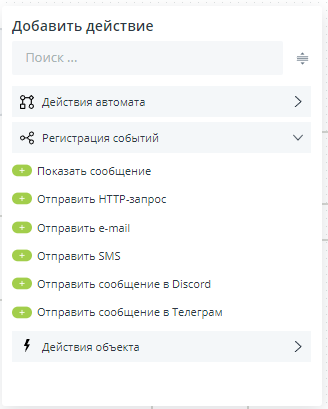 Добавить действие
Поиск ...
Действия автомата
Регистрация событий
Показать сообщение
Отправить HTTP-запрос
Отправить e-mail
Отправить SMS
Отправить сообщение в Discord
Отправить сообщение в Телеграм
Действия объекта